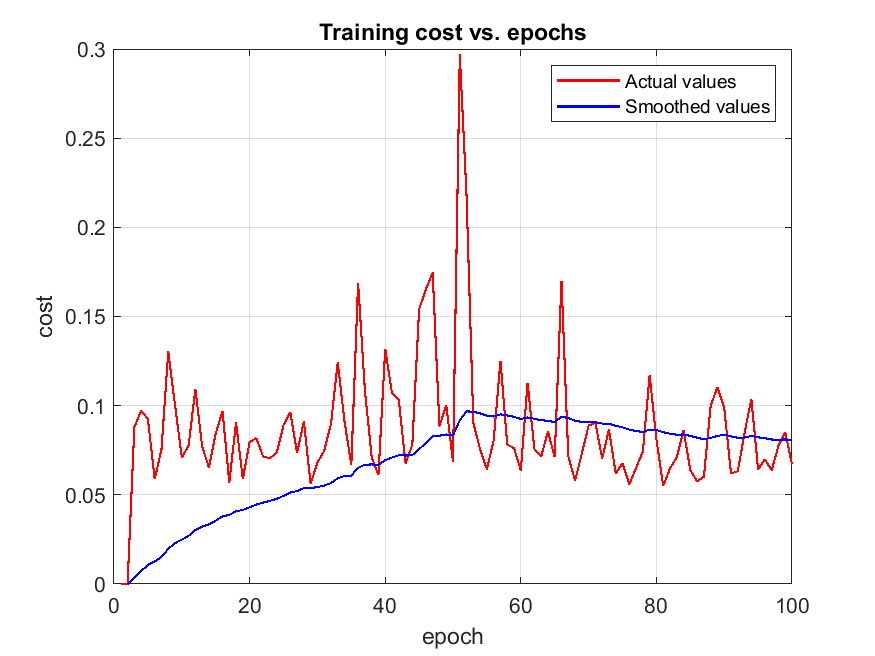 Training cost vs. epochs
0.3
0.25
0.2
0.15
0.1
0.05
0
cost
Actual values
Smoothed values
0 20 40 60 80 100
epoch